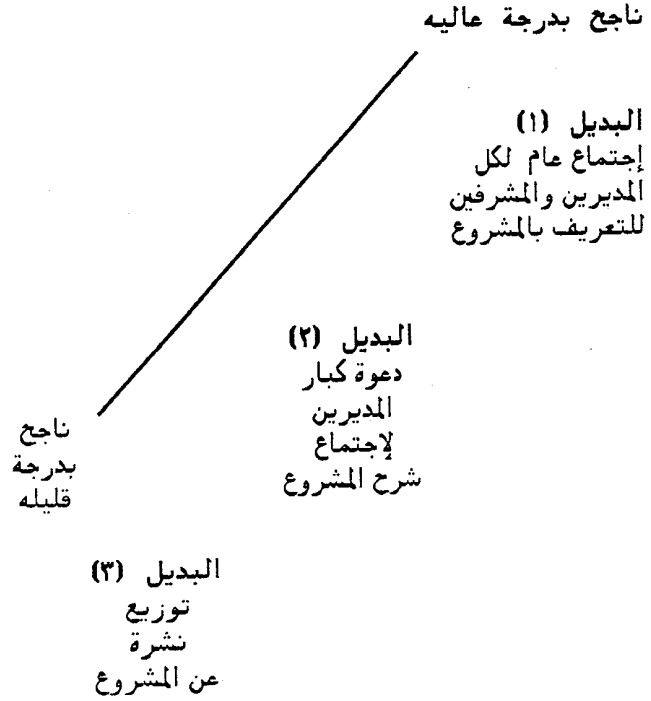 ناجح بدرجة عاليه
البديل (١)
إجتماع عام لكل
المديرين والمشرفين
للتعريف بالمشروع
البديل (٢)
دعوة كبار
المديرين
لإجتماع
شرح المشروع
ناجح
بدرجة
قليله
البديل (٣)
توزيع
نشرة
عن المشروع